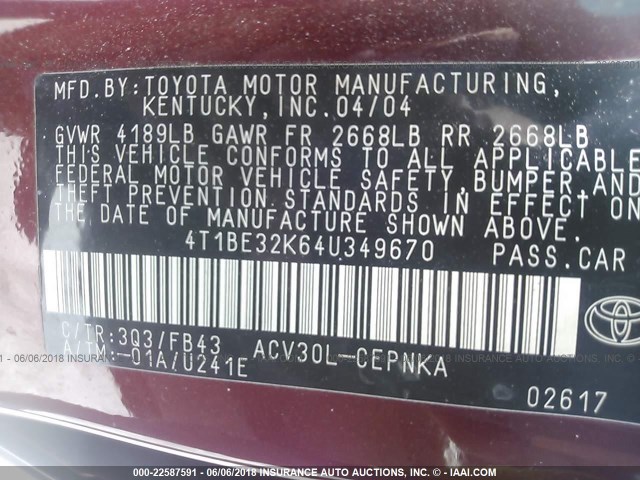 MFD. BY: TOYOTA MOTOR MANUFACTURING,
KENTUCKY, INC. 04/04
GVWR 4189LB GAWR FR 2668LB RR 2668LB
THIS VEHICLE CONFORMS TO ALL APPLICABLE
FEDERAL MOTOR VEHICLE SAFETY, BUMPER, AND
THEFT PREVENTION STANDARDS IN EFFECT ON
THE DATE OF MANUFACTURE SHOWN ABOVE.
4T1BE32K64U349670 PASS. CAR
C/TR: 3Q3/FB43 ACV30L-CEPNKA
A/TM: -01A/U241E
02617
TOYOTA
000-22587591 - 06/06/2018 - INSURANCE AUTO AUCTIONS, INC. - © - IAAI.COM